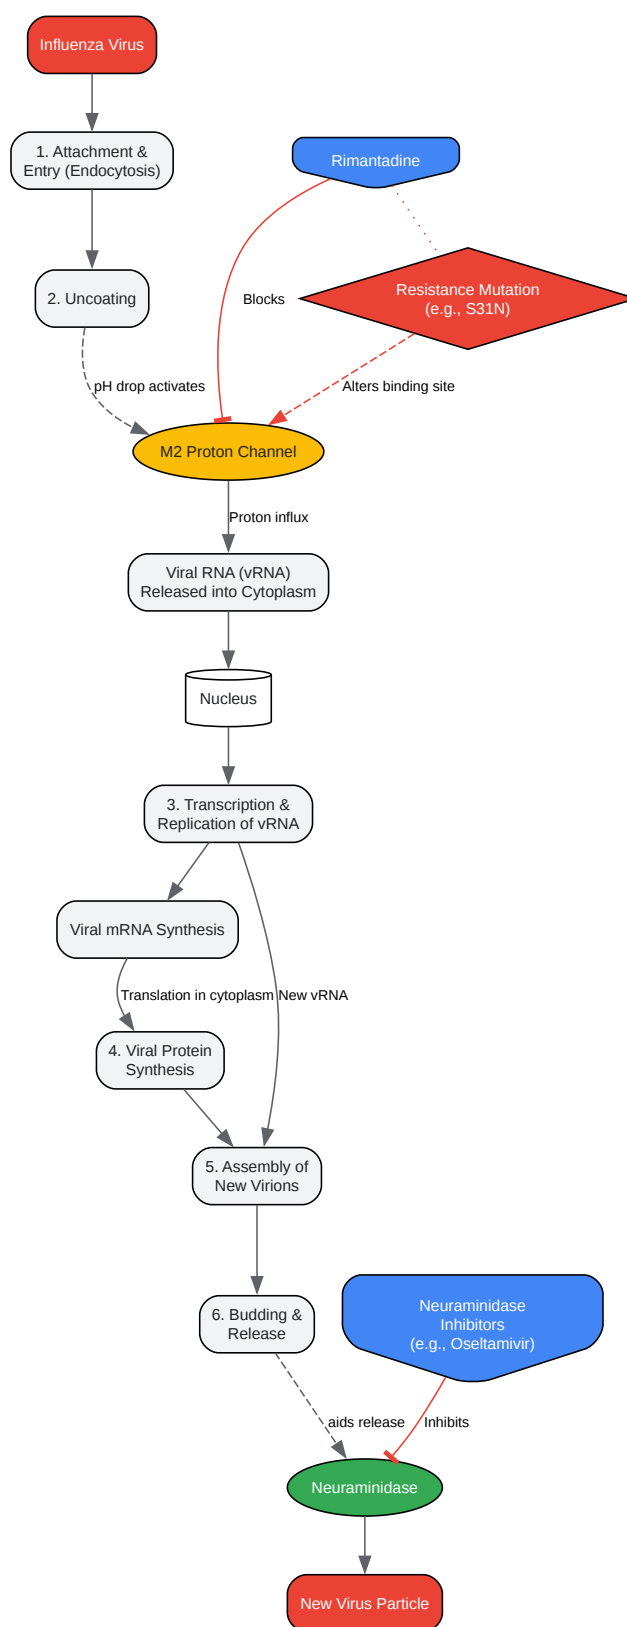 Influenza Virus
1. Attachment &
Entry (Endocytosis)
Rimantadine
2. Uncoating
Blocks
Resistance Mutation
(e.g., S31N)
pH drop activates
Alters binding site
M2 Proton Channel
Proton influx
Viral RNA (vRNA)
Released into Cytoplasm
Nucleus
3. Transcription &
Replication of vRNA
Viral mRNA Synthesis
Translation in cytoplasm
New vRNA
4. Viral Protein
Synthesis
5. Assembly of
New Virions
6. Budding &
Release
Neuraminidase
Inhibitors
(e.g., Oseltamivir)
aids release
Inhibits
Neuraminidase
New Virus Particle